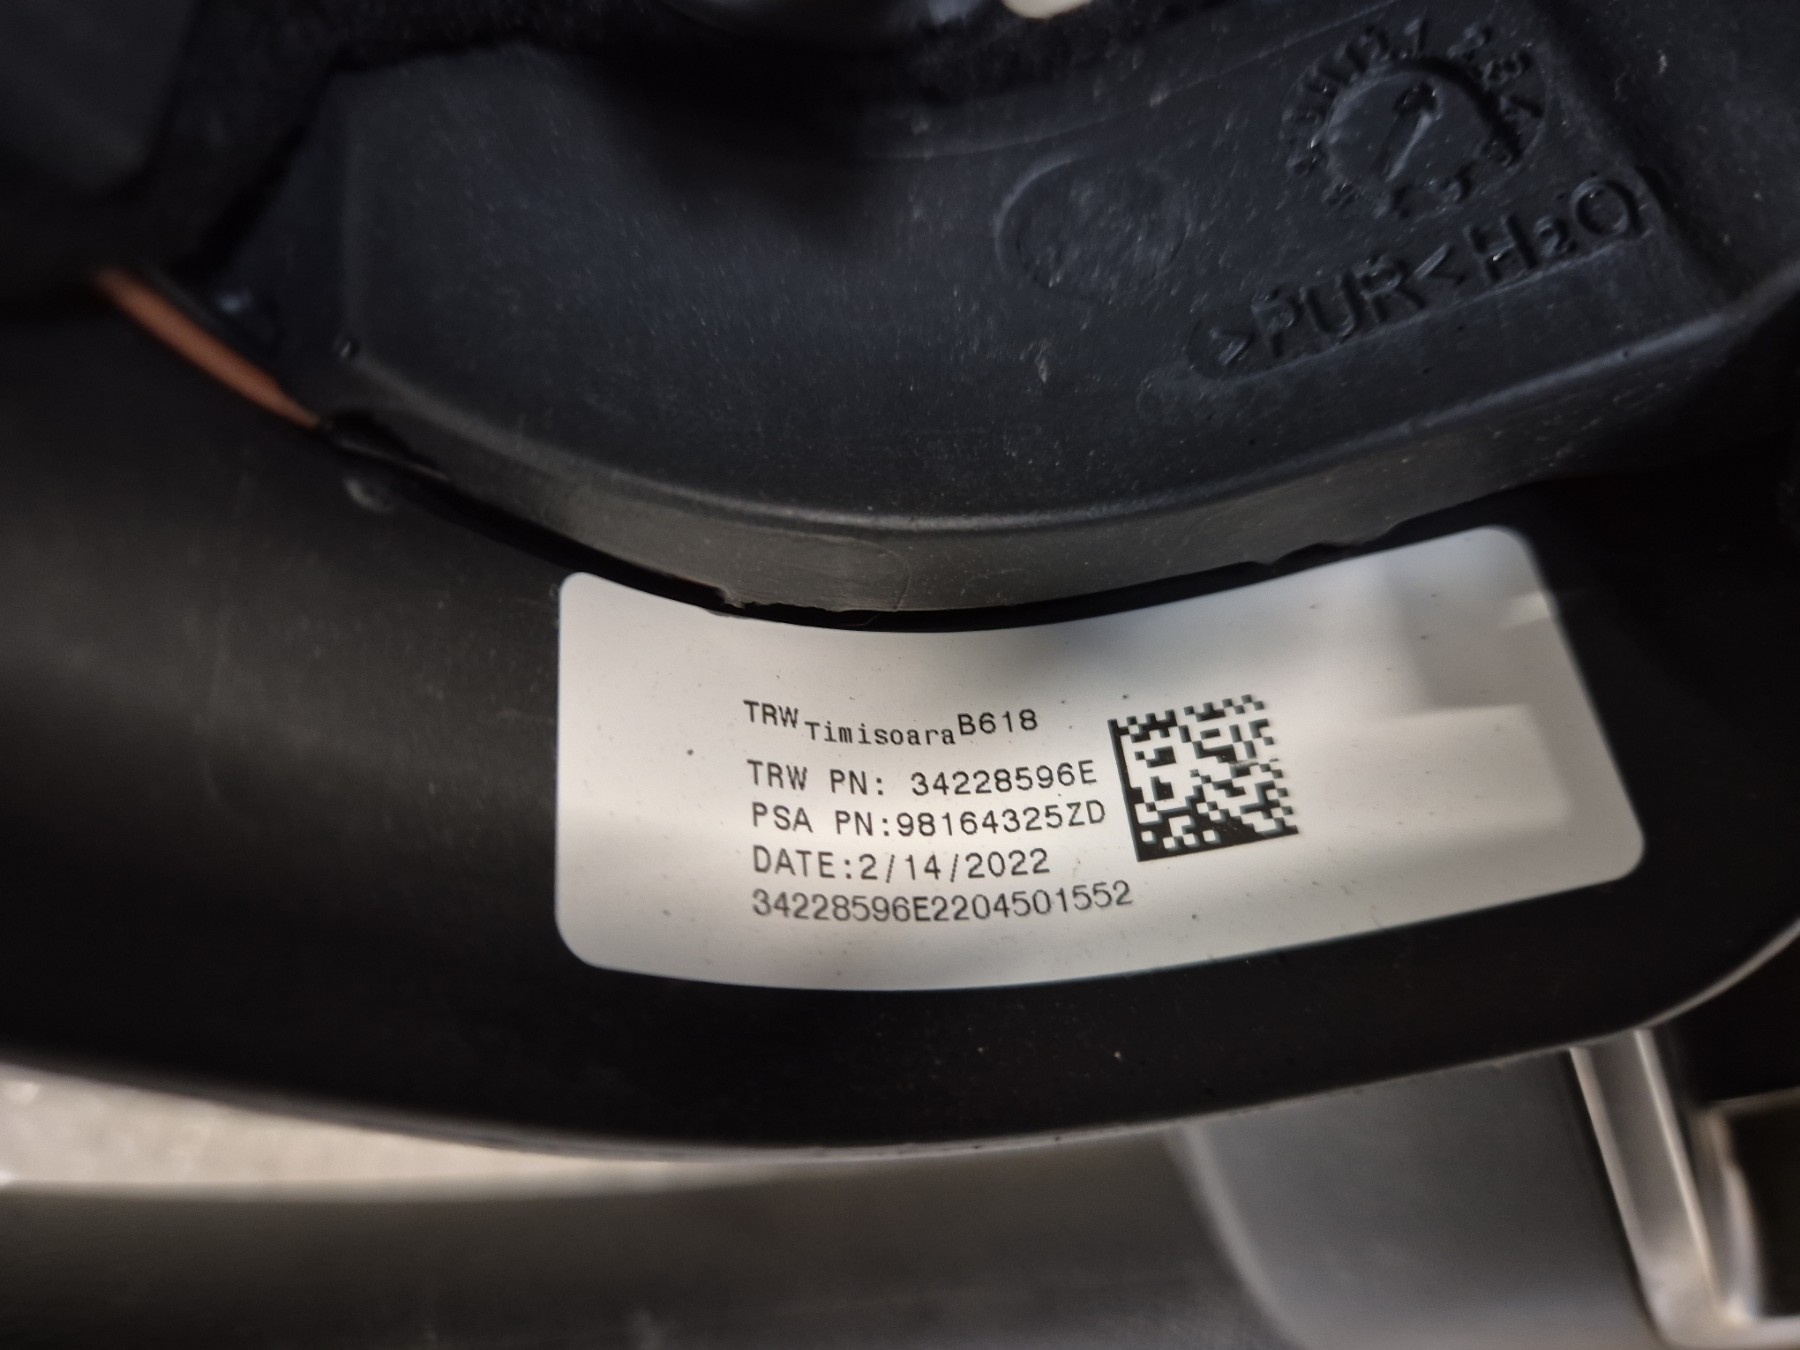 >PUR< H2O
TRW Timisoara B618
TRW PN: 34228596E
PSA PN:98164325ZD
DATE:2/14/2022
34228596E2204501552